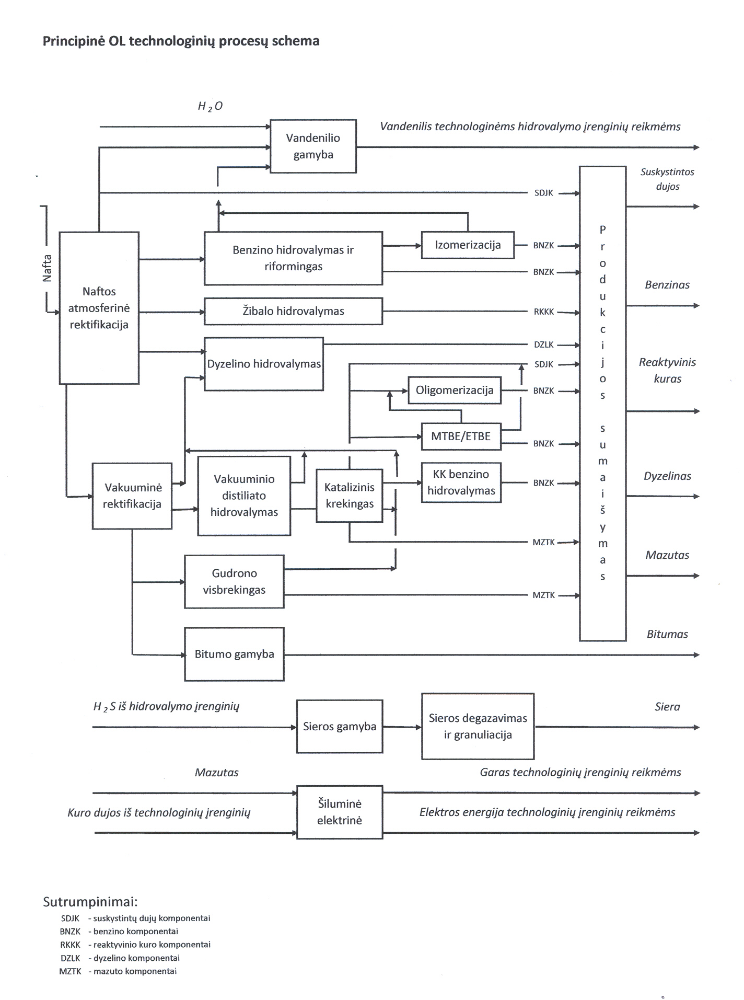 Principinė OL technologinių procesų schema
H2O
Vandenilio
gamyba
Vandenilis technologinėms hidrovalymo įrenginių reikmėms
Suskystintos
dujos
SDJK
Nafta
Naftos
atmosferinė
rektifikacija
Benzino hidrovalymas ir
riformingas
Izomerizacija
BNZK
BNZK
Benzinas
Žibalo hidrovalymas
RKKK
Dyzelino hidrovalymas
DZLK
SDJK
Reaktyvinis
kuras
Oligomerizacija
BNZK
MTBE/ETBE
BNZK
Produkcijos sumaišymas
Vakuuminė
rektifikacija
Vakuuminio
distiliato
hidrovalymas
Katalizinis
krekingas
KK benzino
hidrovalymas
BNZK
Dyzelinas
MZTK
Mazutas
Gudrono
visbrekingas
MZTK
Bitumo gamyba
Bitumas
H2S iš hidrovalymo įrenginių
Sieros gamyba
Sieros degazavimas
ir granuliacija
Siera
Mazutas
Garas technologinių įrenginių reikmėms
Kuro dujos iš technologinių įrenginių
Šiluminė
elektrinė
Elektros energija technologinių įrenginių reikmėms
Sutrumpinimai:
SDJK - suskystintų dujų komponentai
BNZK - benzino komponentai
RKKK - reaktyvinio kuro komponentai
DZLK - dyzelino komponentai
MZTK - mazuto komponentai